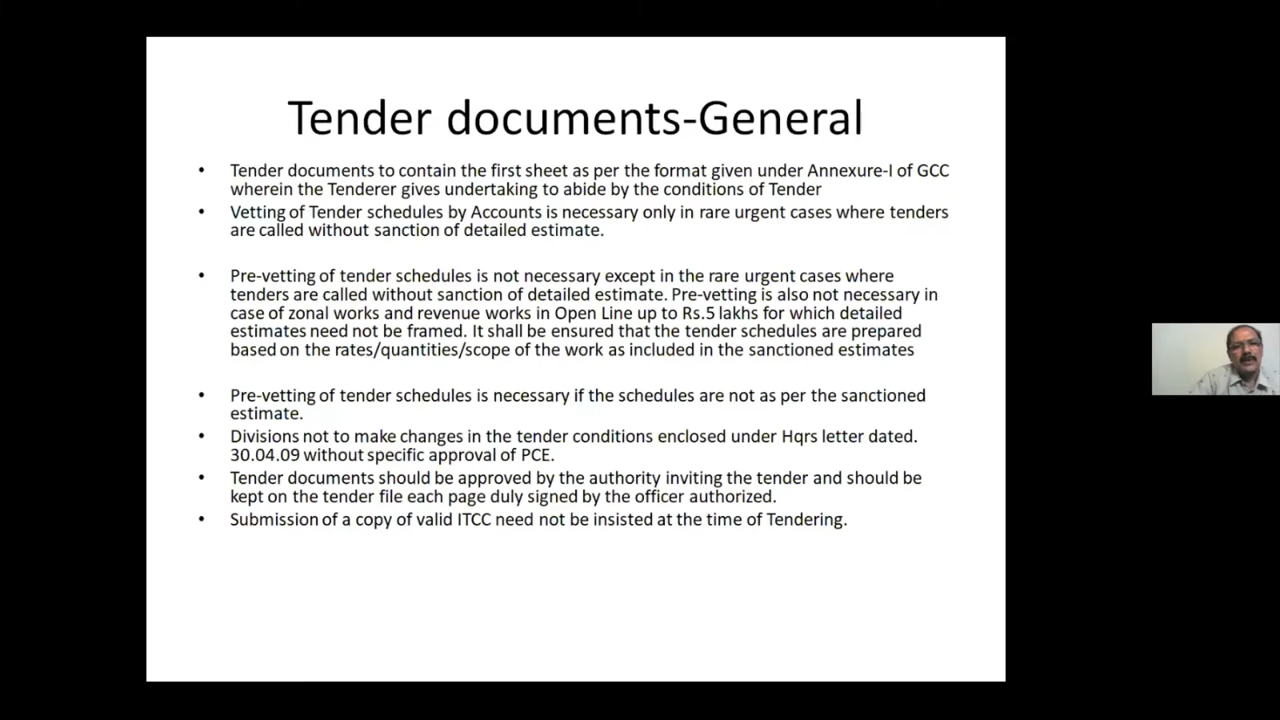 Tender documents-General
• Tender documents to contain the first sheet as per the format given under Annexure-I of GCC
wherein the Tenderer gives undertaking to abide by the conditions of Tender
• Vetting of Tender schedules by Accounts is necessary only in rare urgent cases where tenders
are called without sanction of detailed estimate.
• Pre-vetting of tender schedules is not necessary except in the rare urgent cases where
tenders are called without sanction of detailed estimate. Pre-vetting is also not necessary in
case of zonal works and revenue works in Open Line up to Rs.5 lakhs for which detailed
estimates need not be framed. It shall be ensured that the tender schedules are prepared
based on the rates/quantities/scope of the work as included in the sanctioned estimates
• Pre-vetting of tender schedules is necessary if the schedules are not as per the sanctioned
estimate.
• Divisions not to make changes in the tender conditions enclosed under Hqrs letter dated.
30.04.09 without specific approval of PCE.
• Tender documents should be approved by the authority inviting the tender and should be
kept on the tender file each page duly signed by the officer authorized.
• Submission of a copy of valid ITCC need not be insisted at the time of Tendering.